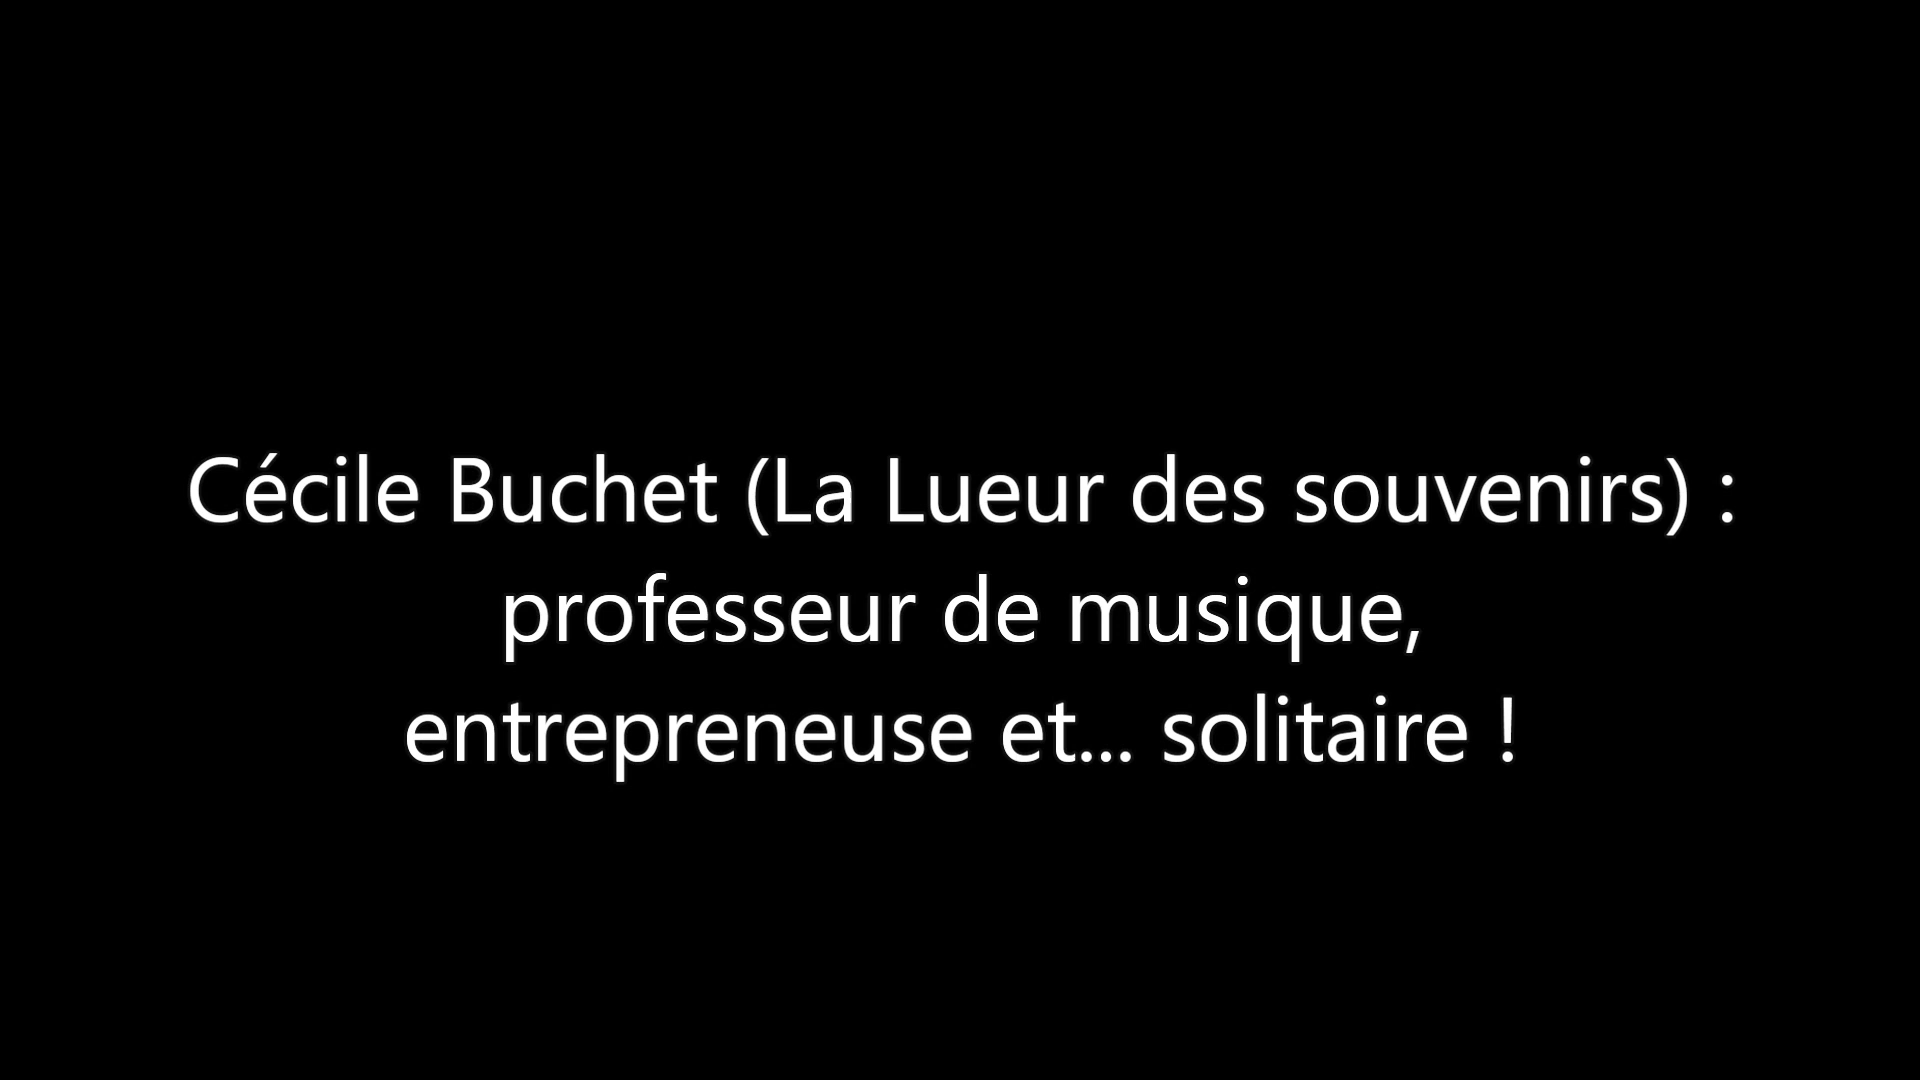 Cécile Buchet (La Lueur des souvenirs) :
professeur de musique,
entrepreneuse et... solitaire !